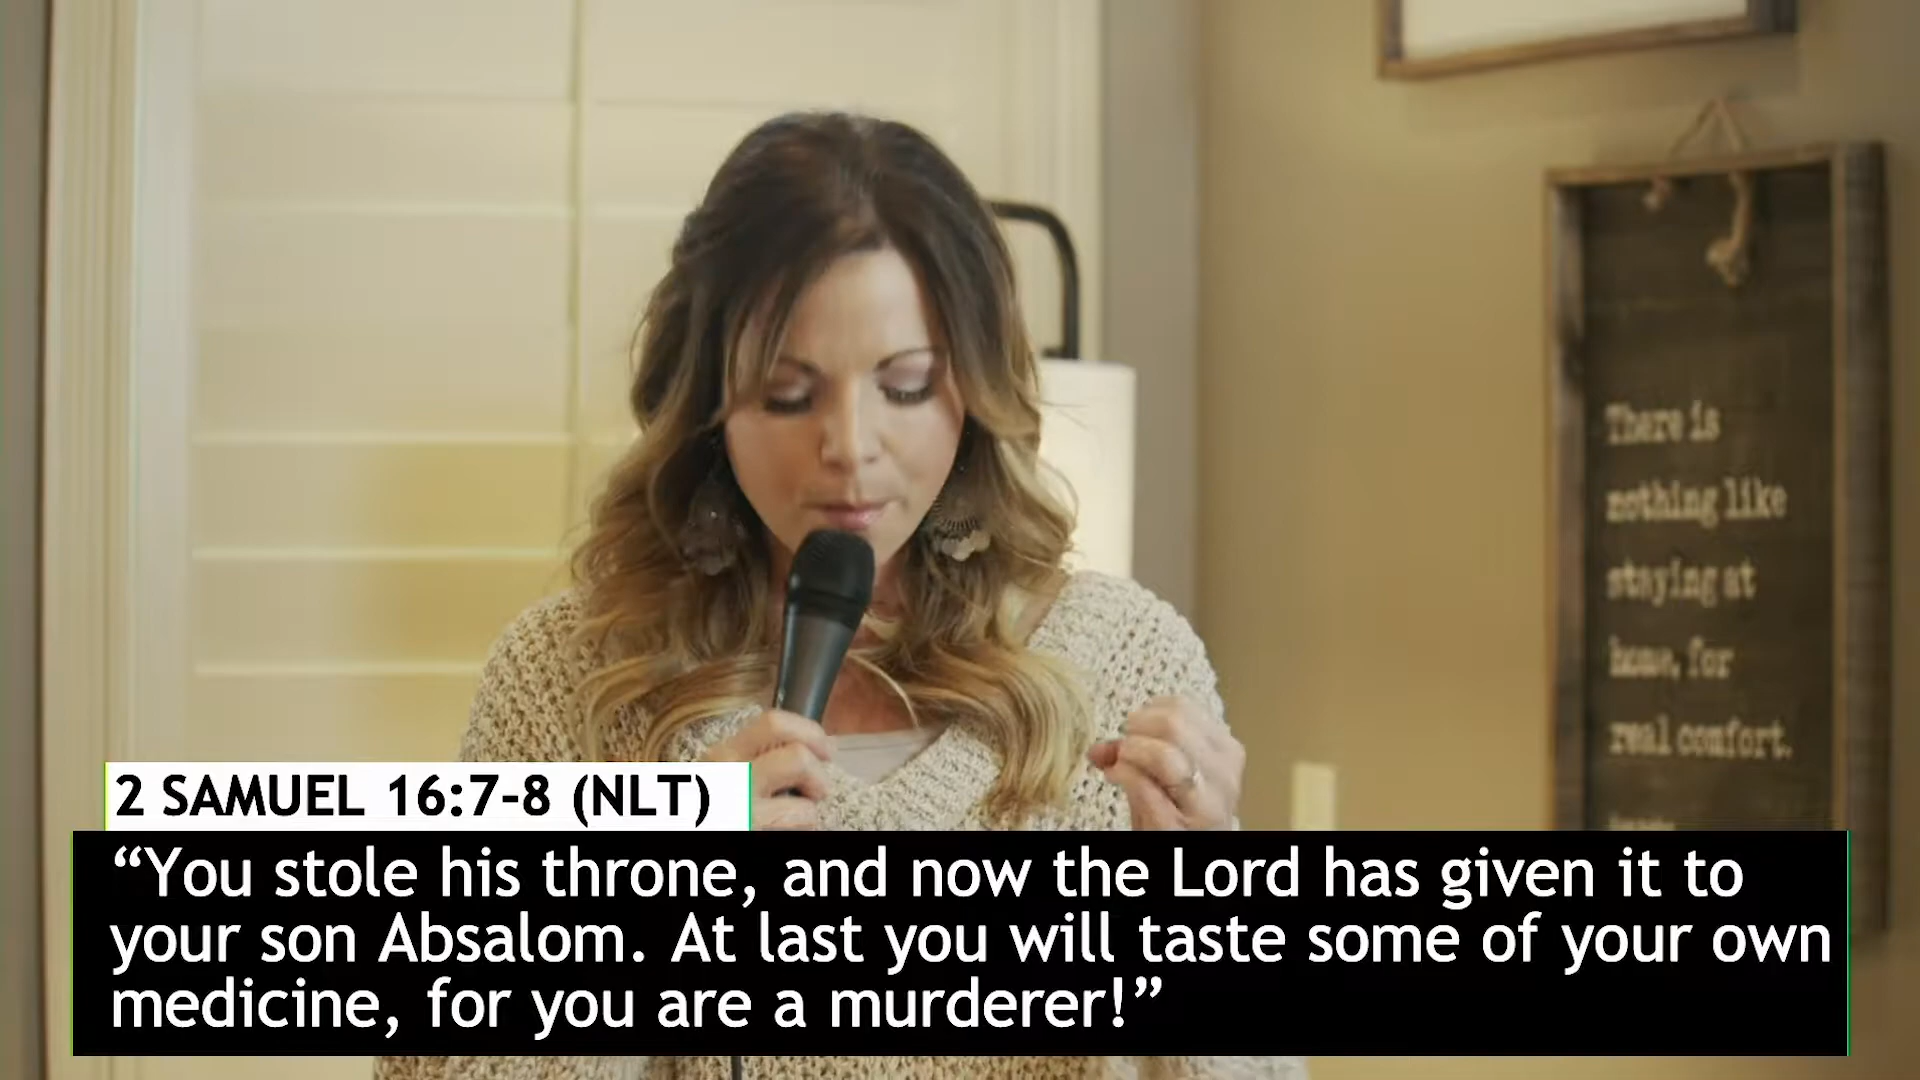 There is
nothing like
staying at
home, for
real comfort.
2 SAMUEL 16:7-8 (NLT)
“You stole his throne, and now the Lord has given it to
your son Absalom. At last you will taste some of your own
medicine, for you are a murderer!”